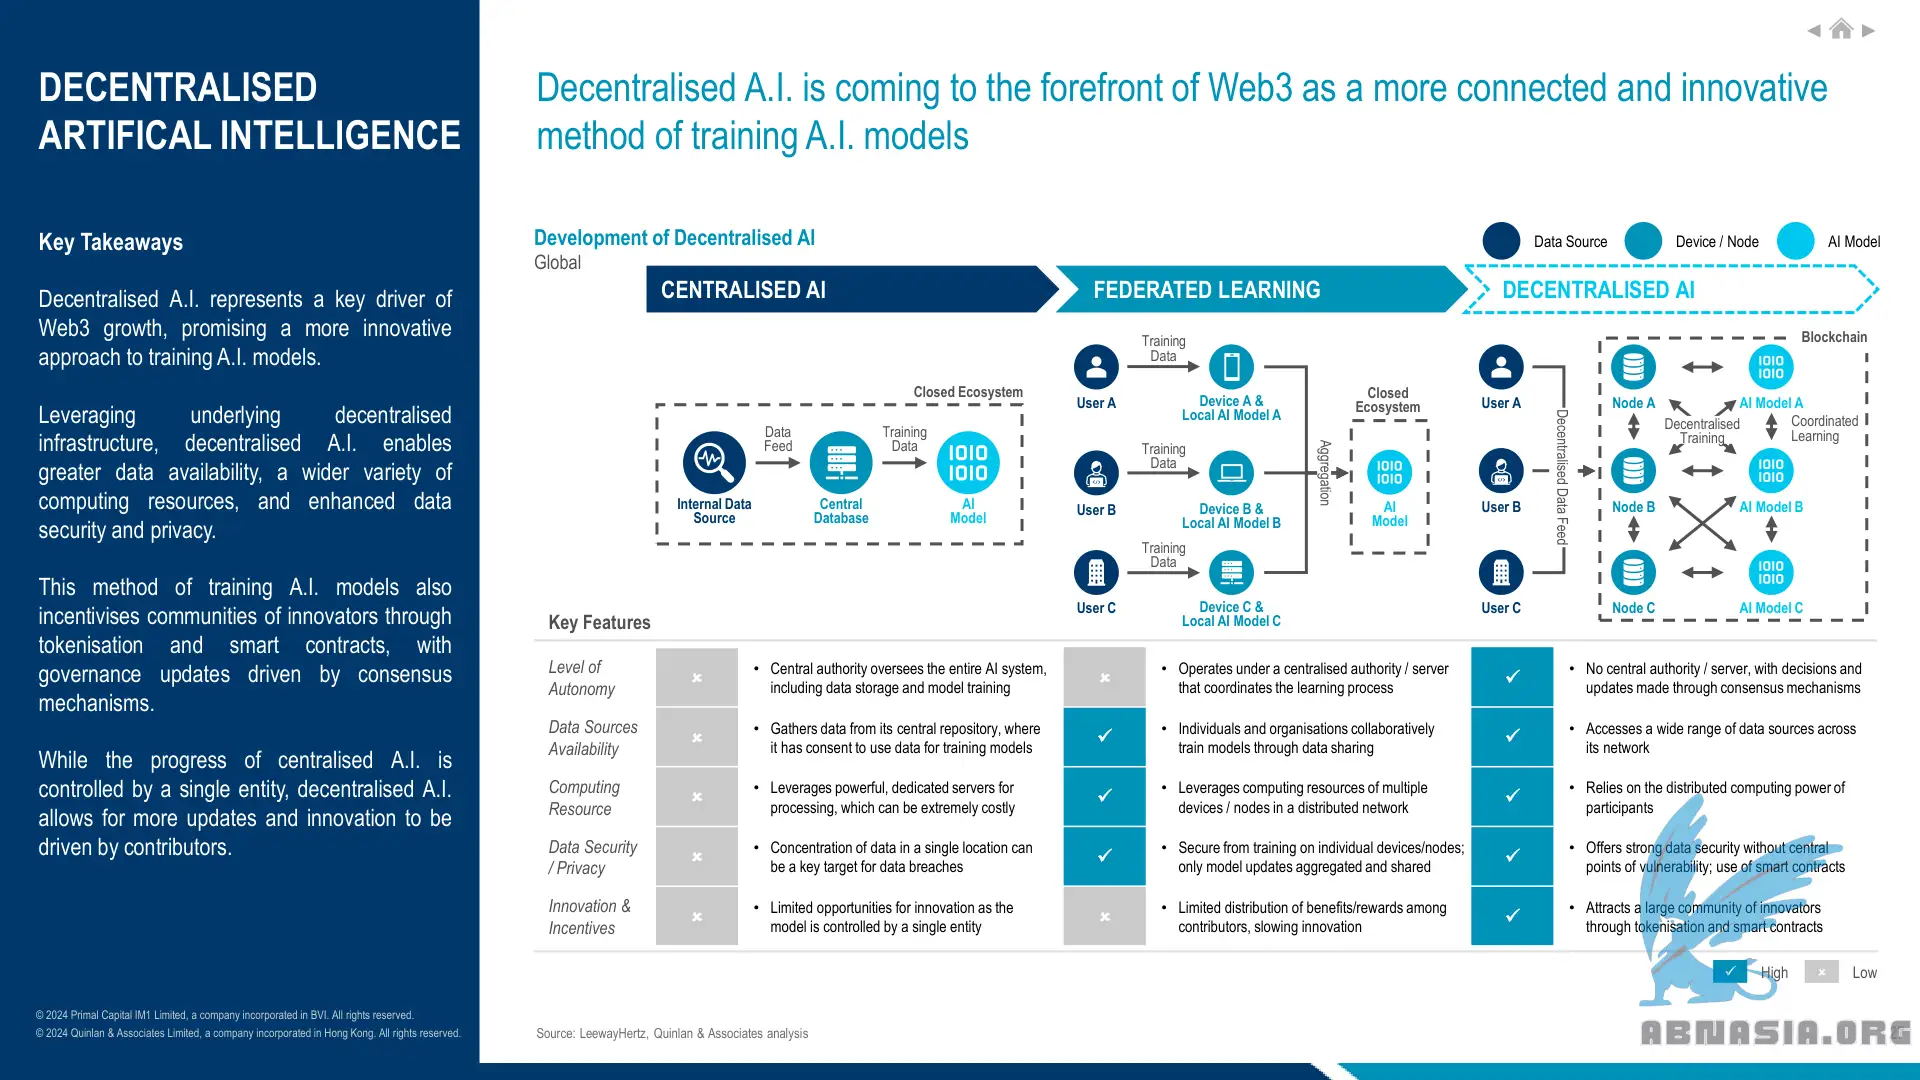 DECENTRALISED
ARTIFICAL INTELLIGENCE
Key Takeaways
Decentralised A.I. represents a key driver of
Web3 growth, promising a more innovative
approach to training A.I. models.
Leveraging underlying decentralised
infrastructure, decentralised A.I. enables
greater data availability, a wider variety of
computing resources, and enhanced data
security and privacy.
This method of training A.I. models also
incentivises communities of innovators through
tokenisation and smart contracts, with
governance updates driven by consensus
mechanisms.
While the progress of centralised A.I. is
controlled by a single entity, decentralised A.I.
allows for more updates and innovation to be
driven by contributors.
© 2024 Primal Capital IM1 Limited, a company incorporated in BVI. All rights reserved.
© 2024 Quinlan & Associates Limited, a company incorporated in Hong Kong. All rights reserved.
Decentralised A.I. is coming to the forefront of Web3 as a more connected and innovative
method of training A.I. models
Development of Decentralised AI
Global
Data Source
Device / Node
AI Model
CENTRALISED AI
FEDERATED LEARNING
DECENTRALISED AI
Closed Ecosystem
Data
Feed
Training
Data
IOIO
IOIO
Internal Data
Source
Central
Database
AI
Model
Training
Data
User A
Device A &
Local AI Model A
Training
Data
User B
Device B &
Local AI Model B
Training
Data
User C
Device C &
Local AI Model C
Aggregation
Closed
Ecosystem
IOIO
IOIO
AI
Model
User A
User B
User C
Decentralised Data Feed
Blockchain
Node A
IOIO
IOIO
AI Model A
Decentralised
Training
Coordinated
Learning
Node B
IOIO
IOIO
AI Model B
Node C
IOIO
IOIO
AI Model C
Key Features
Level of
Autonomy
• Central authority oversees the entire AI system,
including data storage and model training
• Operates under a centralised authority / server
that coordinates the learning process
• No central authority / server, with decisions and
updates made through consensus mechanisms
Data Sources
Availability
• Gathers data from its central repository, where
it has consent to use data for training models
• Individuals and organisations collaboratively
train models through data sharing
• Accesses a wide range of data sources across
its network
Computing
Resource
• Leverages powerful, dedicated servers for
processing, which can be extremely costly
• Leverages computing resources of multiple
devices / nodes in a distributed network
• Relies on the distributed computing power of
participants
Data Security
/ Privacy
• Concentration of data in a single location can
be a key target for data breaches
• Secure from training on individual devices/nodes;
only model updates aggregated and shared
• Offers strong data security without central
points of vulnerability; use of smart contracts
Innovation &
Incentives
• Limited opportunities for innovation as the
model is controlled by a single entity
• Limited distribution of benefits/rewards among
contributors, slowing innovation
• Attracts a large community of innovators
through tokenisation and smart contracts
High
Low
Source: LeewayHertz, Quinlan & Associates analysis
ABNASIA.ORG